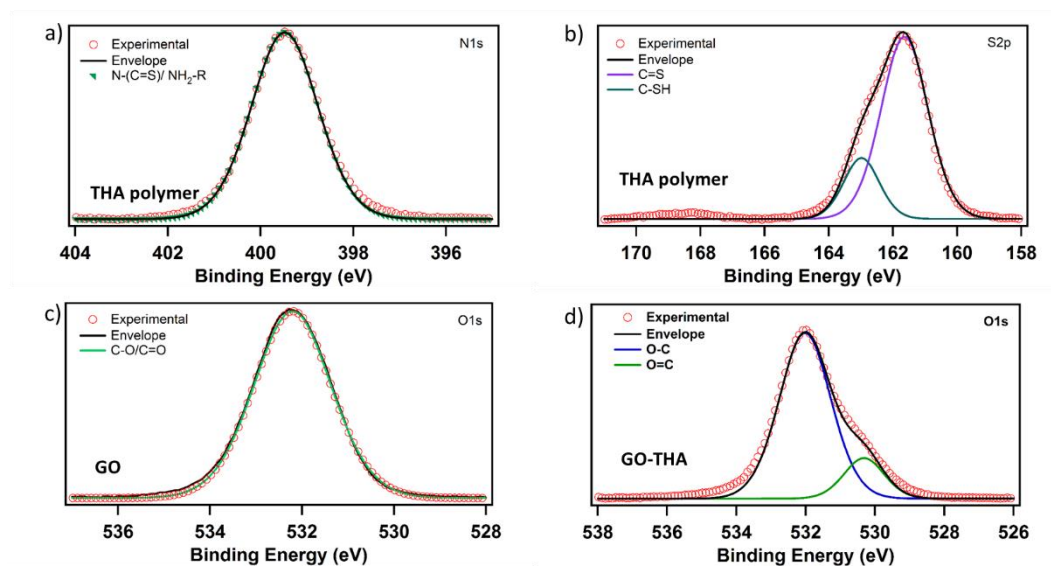 a)
Experimental
Envelope
N-(C=S)/ NH₂-R
N1s
THA polymer
404 402 400 398 396
Binding Energy (eV)
b)
Experimental
Envelope
C=S
C-SH
S2p
THA polymer
170 168 166 164 162 160 158
Binding Energy (eV)
c)
Experimental
Envelope
C-O/C=O
O1s
GO
536 534 532 530 528
Binding Energy (eV)
d)
Experimental
Envelope
O-C
O=C
O1s
GO-THA
538 536 534 532 530 528 526
Binding Energy (eV)